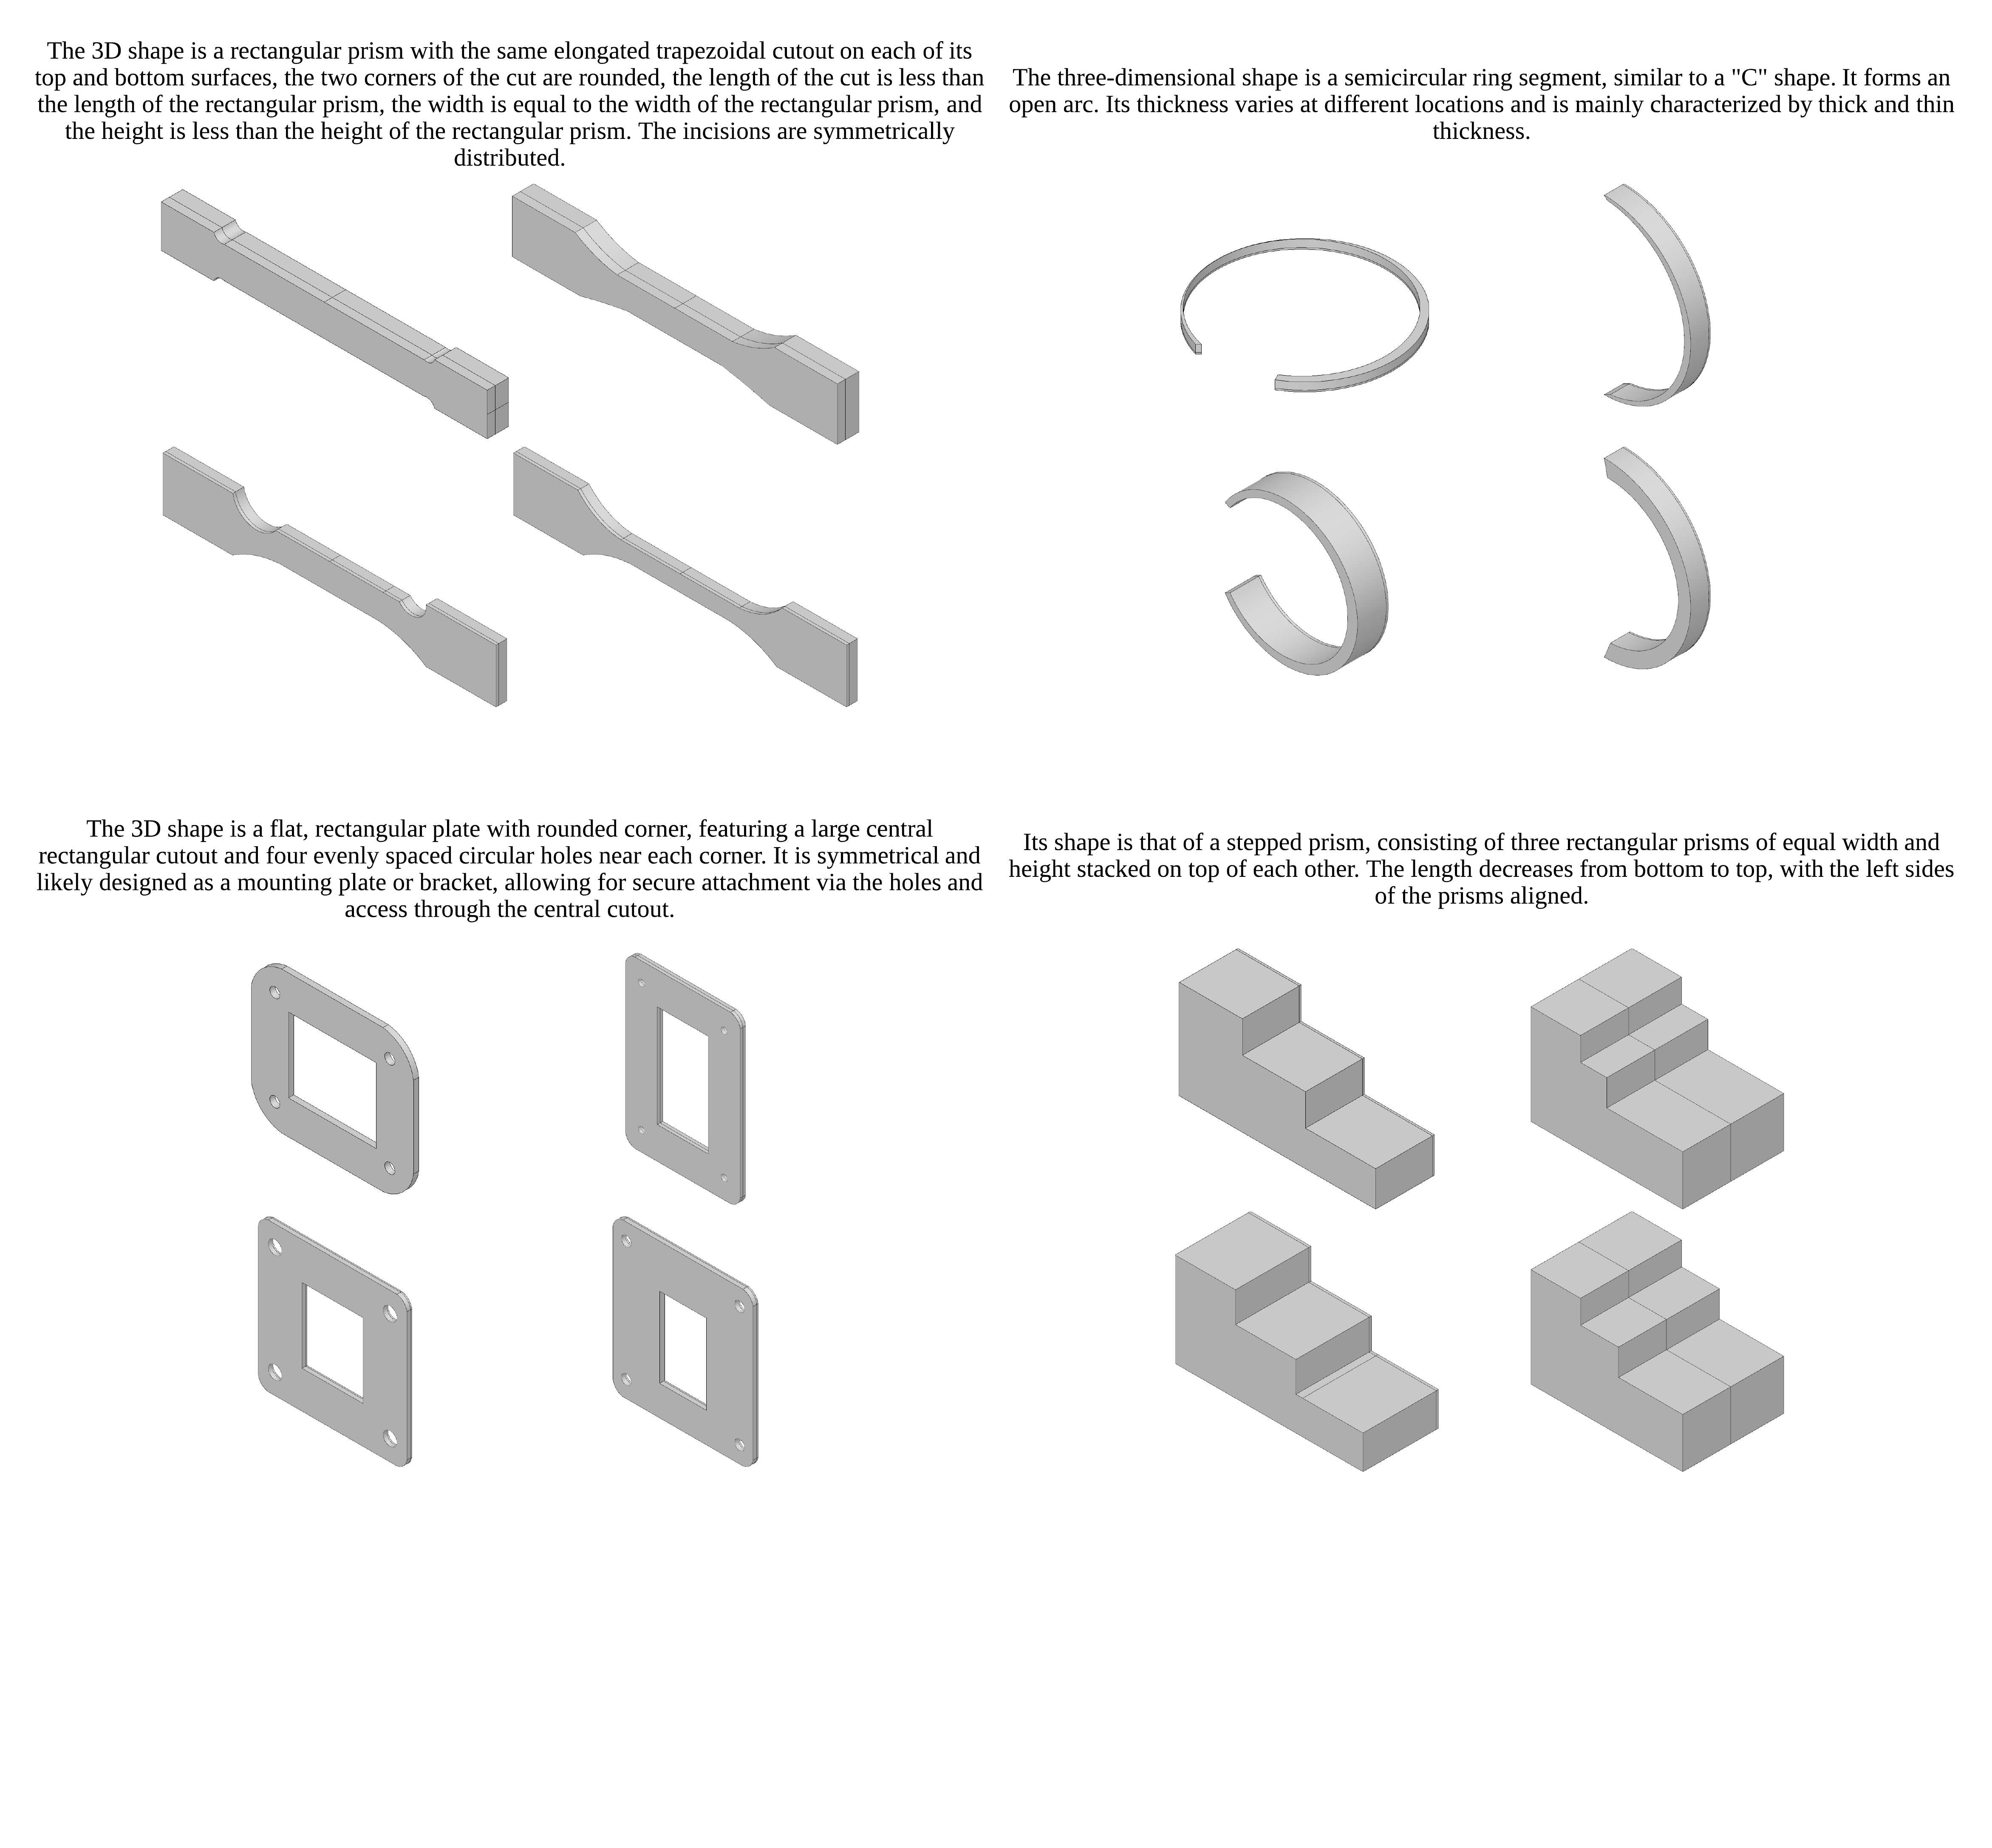 The 3D shape is a rectangular prism with the same elongated trapezoidal cutout on each of its
top and bottom surfaces, the two corners of the cut are rounded, the length of the cut is less than
the length of the rectangular prism, the width is equal to the width of the rectangular prism, and
the height is less than the height of the rectangular prism. The incisions are symmetrically
distributed.
The three-dimensional shape is a semicircular ring segment, similar to a "C" shape. It forms an
open arc. Its thickness varies at different locations and is mainly characterized by thick and thin
thickness.
The 3D shape is a flat, rectangular plate with rounded corner, featuring a large central
rectangular cutout and four evenly spaced circular holes near each corner. It is symmetrical and
likely designed as a mounting plate or bracket, allowing for secure attachment via the holes and
access through the central cutout.
Its shape is that of a stepped prism, consisting of three rectangular prisms of equal width and
height stacked on top of each other. The length decreases from bottom to top, with the left sides
of the prisms aligned.